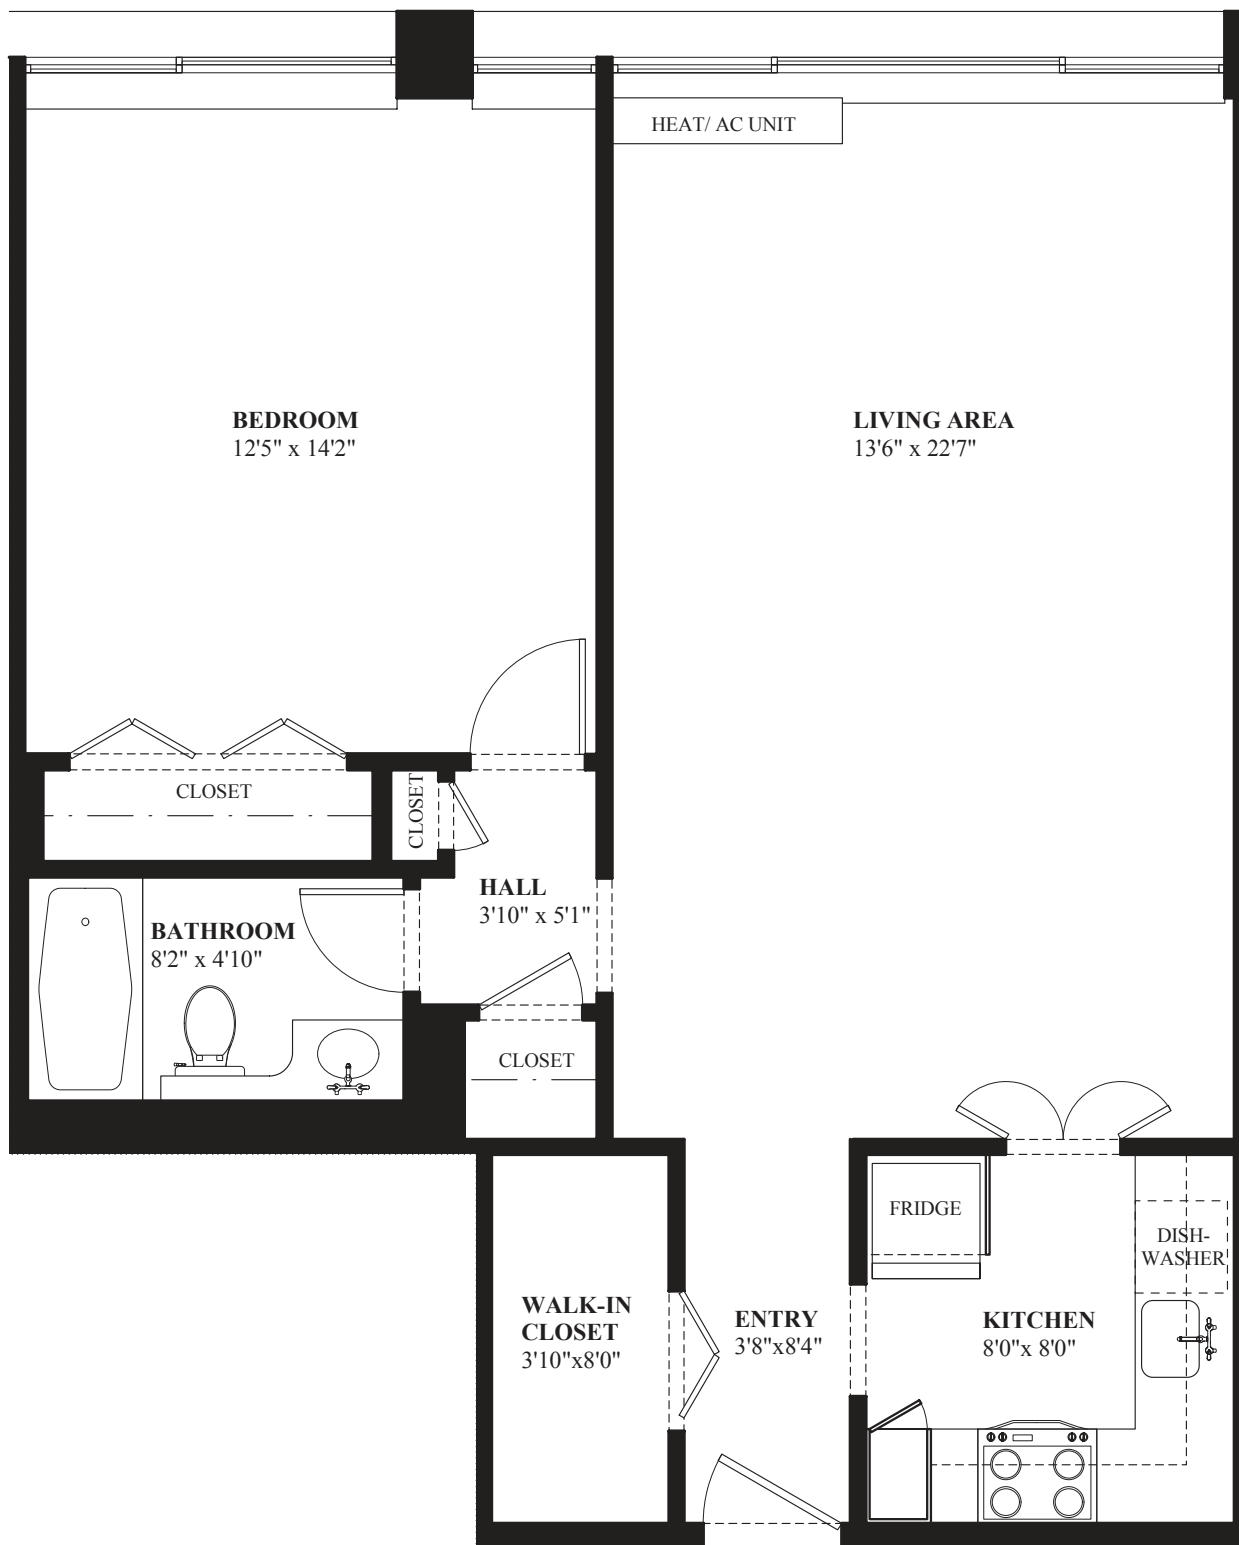 HEAT/ AC UNIT
BEDROOM
12'5" x 14'2"
LIVING AREA
13'6" x 22'7"
CLOSET
CLOSET
HALL
3'10" x 5'1"
BATHROOM
8'2" x 4'10"
CLOSET
FRIDGE
DISH-
WASHER
WALK-IN
CLOSET
3'10"x8'0"
ENTRY
3'8"x8'4"
KITCHEN
8'0"x 8'0"